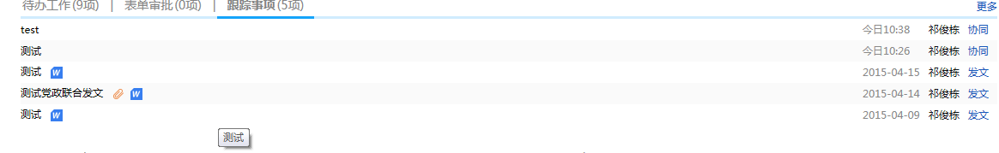 待办工作(9项) | 表单审批(0项) | 跟踪事项(5项) 更多
test 今日10:38 祁俊栋 协同
测试 今日10:26 祁俊栋 协同
测试 W 2015-04-15 祁俊栋 发文
测试党政联合发文 W 2015-04-14 祁俊栋 发文
测试 W 2015-04-09 祁俊栋 发文
测试